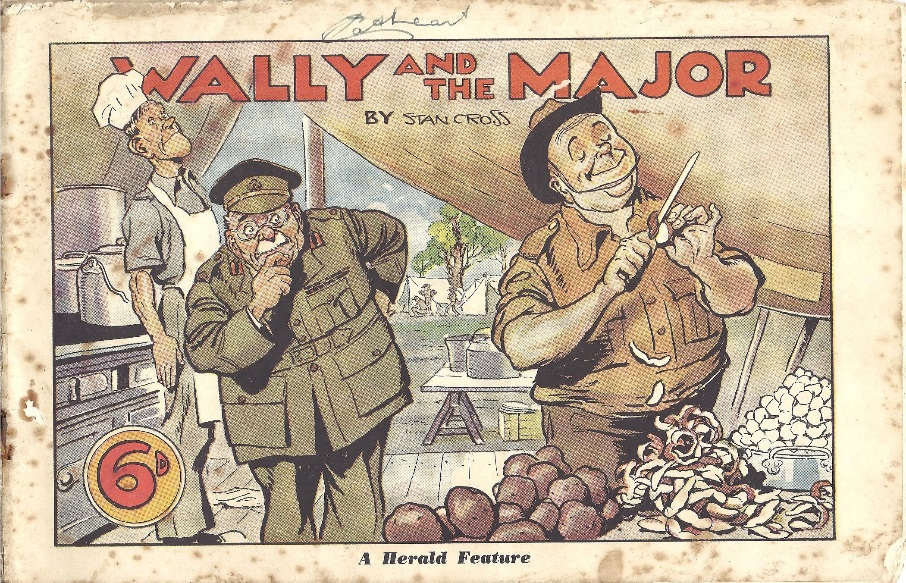 WALLY AND THE MAJOR
BY STAN CROSS
6D
A Herald Feature